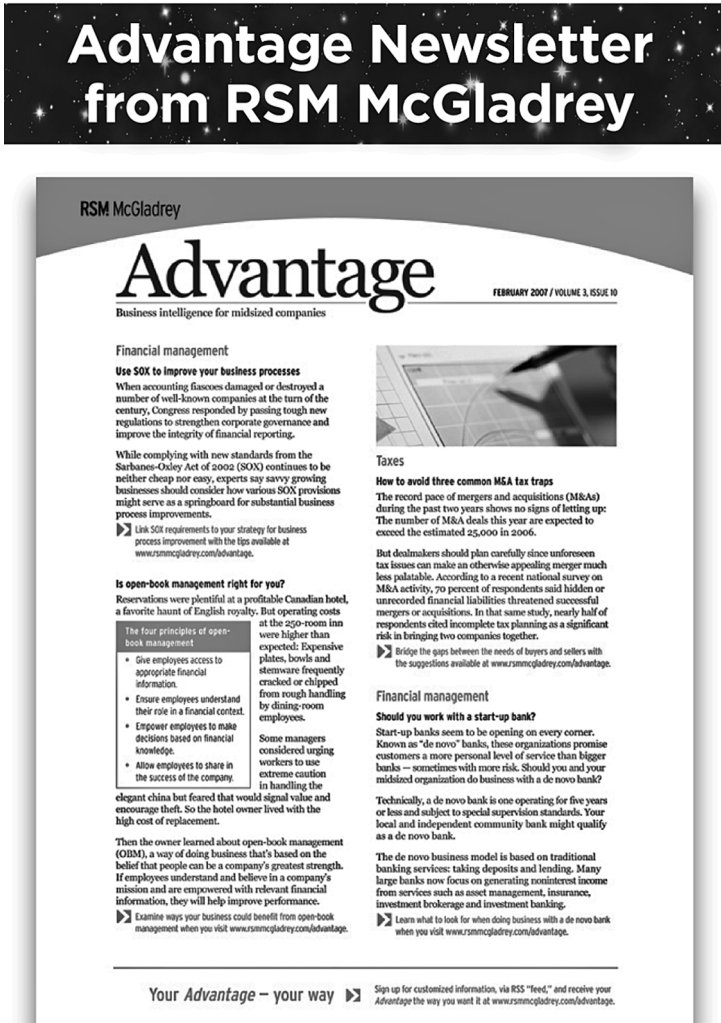 Advantage Newsletter
from RSM McGladrey
RSM McGladrey
Advantage
FEBRUARY 2007 / VOLUME 3, ISSUE 10
Business intelligence for midsized companies
Financial management
Use SOX to improve your business processes
When accounting fiascoes damaged or destroyed a
number of well-known companies at the turn of the
century, Congress responded by passing tough new
regulations to strengthen corporate governance and
improve the integrity of financial reporting.
While complying with new standards from the
Sarbanes-Oxley Act of 2002 (SOX) continues to be
neither cheap nor easy, experts say savvy growing
businesses should consider how various SOX provisions
might serve as a springboard for substantial business
process improvements.
Link SOX requirements to your strategy for business
process improvement with the tips available at
www.rsmmcgladrey.com/advantage.
Is open-book management right for you?
Reservations were plentiful at a profitable Canadian hotel,
a favorite haunt of English royalty. But operating costs
at the 250-room inn
were higher than
expected: Expensive
plates, bowls and
stemware frequently
cracked or chipped
from rough handling
by dining-room
employees.
The four principles of open-
book management
• Give employees access to
appropriate financial
information.
• Ensure employees understand
their role in a financial context.
• Empower employees to make
decisions based on financial
knowledge.
• Allow employees to share in
the success of the company.
Some managers
considered urging
workers to use
extreme caution
in handling the
elegant china but feared that would signal value and
encourage theft. So the hotel owner lived with the
high cost of replacement.
Then the owner learned about open-book management
(OBM), a way of doing business that's based on the
belief that people can be a company's greatest strength.
If employees understand and believe in a company's
mission and are empowered with relevant financial
information, they will help improve performance.
Examine ways your business could benefit from open-book
management when you visit www.rsmmcgladrey.com/advantage.
Taxes
How to avoid three common M&A tax traps
The record pace of mergers and acquisitions (M&As)
during the past two years shows no signs of letting up:
The number of M&A deals this year are expected to
exceed the estimated 25,000 in 2006.
But dealmakers should plan carefully since unforeseen
tax issues can make an otherwise appealing merger much
less palatable. According to a recent national survey on
M&A activity, 70 percent of respondents said hidden or
unrecorded financial liabilities threatened successful
mergers or acquisitions. In that same study, nearly half of
respondents cited incomplete tax planning as a significant
risk in bringing two companies together.
Bridge the gaps between the needs of buyers and sellers with
the suggestions available at www.rsmmcgladrey.com/advantage.
Financial management
Should you work with a start-up bank?
Start-up banks seem to be opening on every corner.
Known as "de novo" banks, these organizations promise
customers a more personal level of service than bigger
banks — sometimes with more risk. Should you and your
midsized organization do business with a de novo bank?
Technically, a de novo bank is one operating for five years
or less and subject to special supervision standards. Your
local and independent community bank might qualify
as a de novo bank.
The de novo business model is based on traditional
banking services: taking deposits and lending. Many
large banks now focus on generating noninterest income
from services such as asset management, insurance,
investment brokerage and investment banking.
Learn what to look for when doing business with a de novo bank
when you visit www.rsmmcgladrey.com/advantage.
Your Advantage – your way
Sign up for customized information, via RSS "feed," and receive your
Advantage the way you want it at www.rsmmcgladrey.com/advantage.